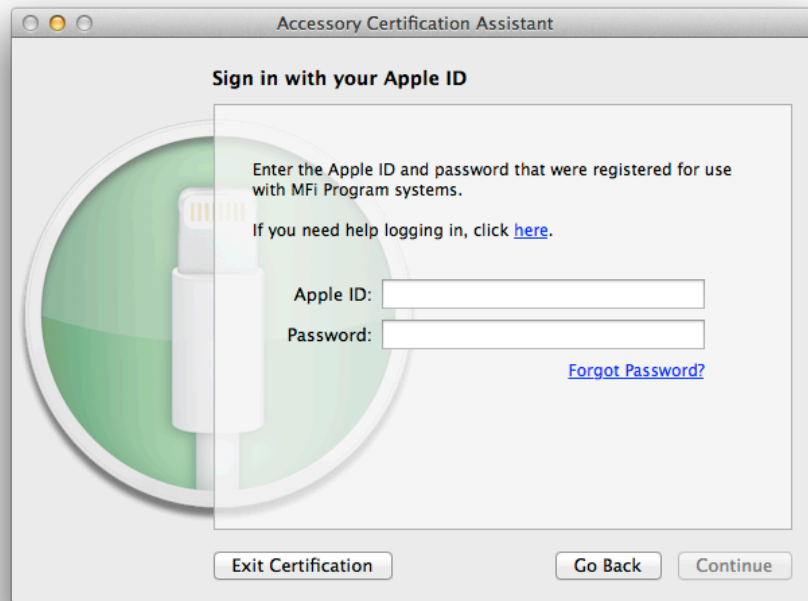 Accessory Certification Assistant
Sign in with your Apple ID
Enter the Apple ID and password that were registered for use
with MFi Program systems.
If you need help logging in, click here.
Apple ID:
Password:
Forgot Password?
Exit Certification
Go Back
Continue